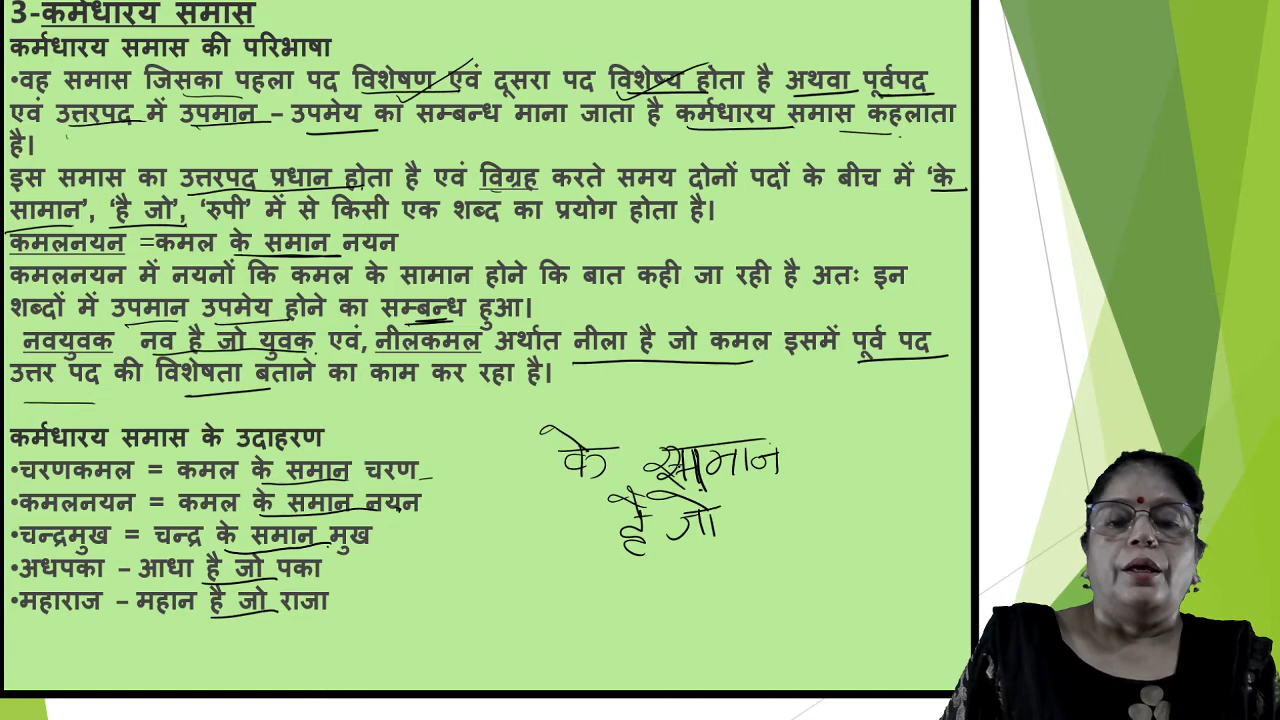 3-कर्मधारय समास
कर्मधारय समास की परिभाषा
•वह समास जिसका पहला पद विशेषण एवं दूसरा पद विशेष्य होता है अथवा पूर्वपद
एवं उत्तरपद में उपमान – उपमेय का सम्बन्ध माना जाता है कर्मधारय समास कहलाता
है।
इस समास का उत्तरपद प्रधान होता है एवं विग्रह करते समय दोनों पदों के बीच में ‘के
सामान’, ‘है जो’, ‘रुपी’ में से किसी एक शब्द का प्रयोग होता है।
कमलनयन =कमल के समान नयन
कमलनयन में नयनों कि कमल के सामान होने कि बात कही जा रही है अतः इन
शब्दों में उपमान उपमेय होने का सम्बन्ध हुआ।
नवयुवक नव है जो युवक एवं, नीलकमल अर्थात नीला है जो कमल इसमें पूर्व पद
उत्तर पद की विशेषता बताने का काम कर रहा है।
कर्मधारय समास के उदाहरण
•चरणकमल = कमल के समान चरण
•कमलनयन = कमल के समान नयन
•चन्द्रमुख = चन्द्र के समान मुख
•अधपका – आधा है जो पका
•महाराज – महान है जो राजा
के समान
है जो